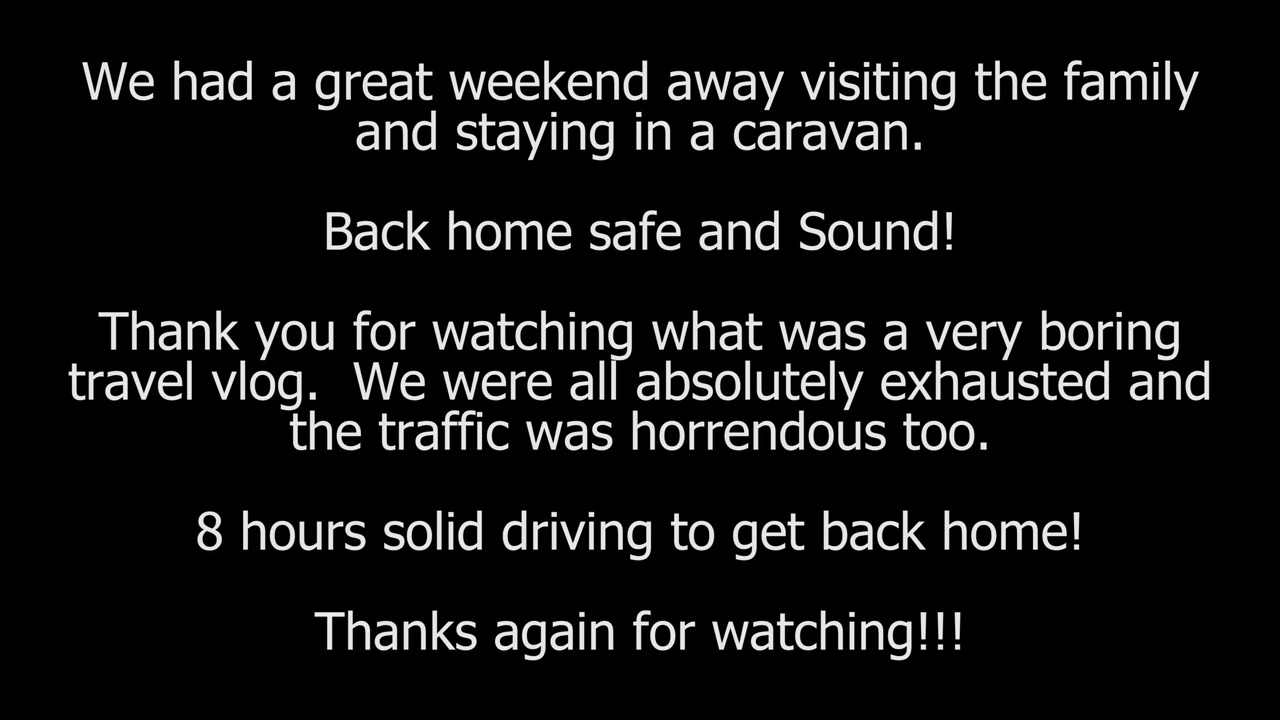 We had a great weekend away visiting the family
and staying in a caravan.
Back home safe and Sound!
Thank you for watching what was a very boring
travel vlog.  We were all absolutely exhausted and
the traffic was horrendous too.
8 hours solid driving to get back home!
Thanks again for watching!!!